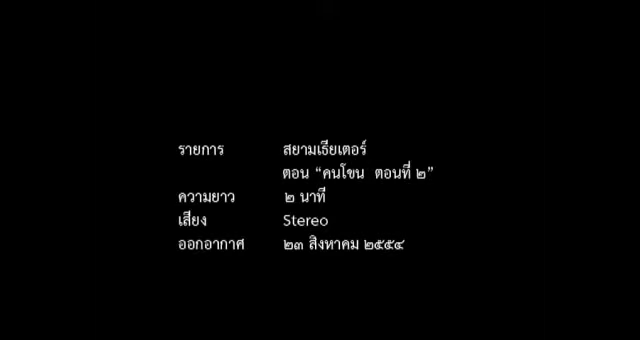 รายการ สยามเธียเตอร์
ตอน “คนโขน ตอนที่ ๒”
ความยาว ๒ นาที
เสียง Stereo
ออกอากาศ ๒๓ สิงหาคม ๒๕๕๔